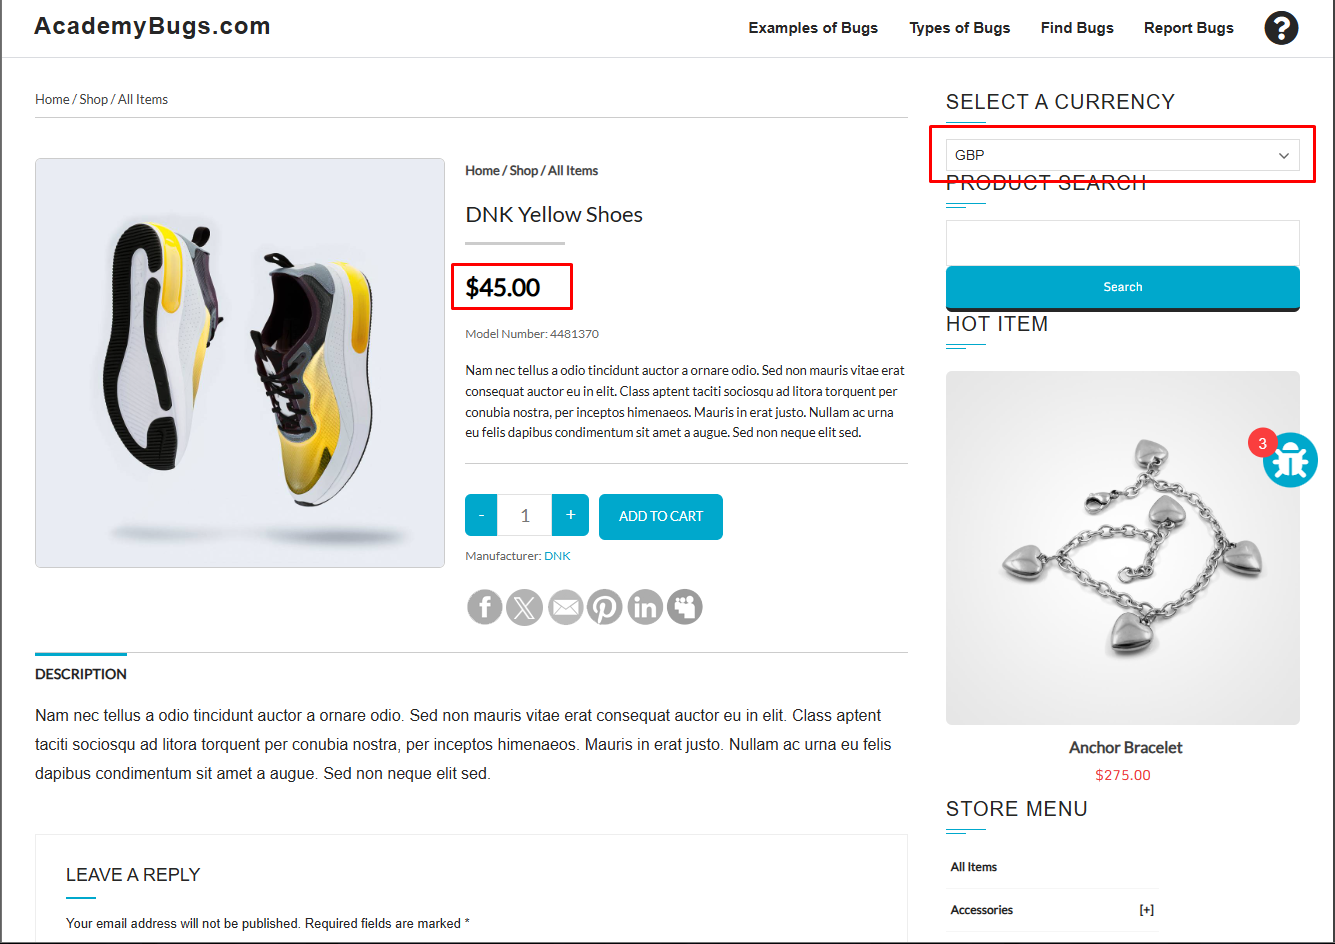 AcademyBugs.com
Examples of Bugs
Types of Bugs
Find Bugs
Report Bugs
?
Home / Shop / All Items
Home / Shop / All Items
DNK Yellow Shoes
$45.00
Model Number: 4481370
Nam nec tellus a odio tincidunt auctor a ornare odio. Sed non mauris vitae erat
consequat auctor eu in elit. Class aptent taciti sociosqu ad litora torquent per
conubia nostra, per inceptos himenaeos. Mauris in erat justo. Nullam ac urna
eu felis dapibus condimentum sit amet a augue. Sed non neque elit sed.
- 1 + ADD TO CART
Manufacturer: DNK
DESCRIPTION
Nam nec tellus a odio tincidunt auctor a ornare odio. Sed non mauris vitae erat consequat auctor eu in elit. Class aptent
taciti sociosqu ad litora torquent per conubia nostra, per inceptos himenaeos. Mauris in erat justo. Nullam ac urna eu felis
dapibus condimentum sit amet a augue. Sed non neque elit sed.
LEAVE A REPLY
Your email address will not be published. Required fields are marked *
SELECT A CURRENCY
GBP
PRODUCT SEARCH
Search
HOT ITEM
3
Anchor Bracelet
$275.00
STORE MENU
All Items
Accessories [+]